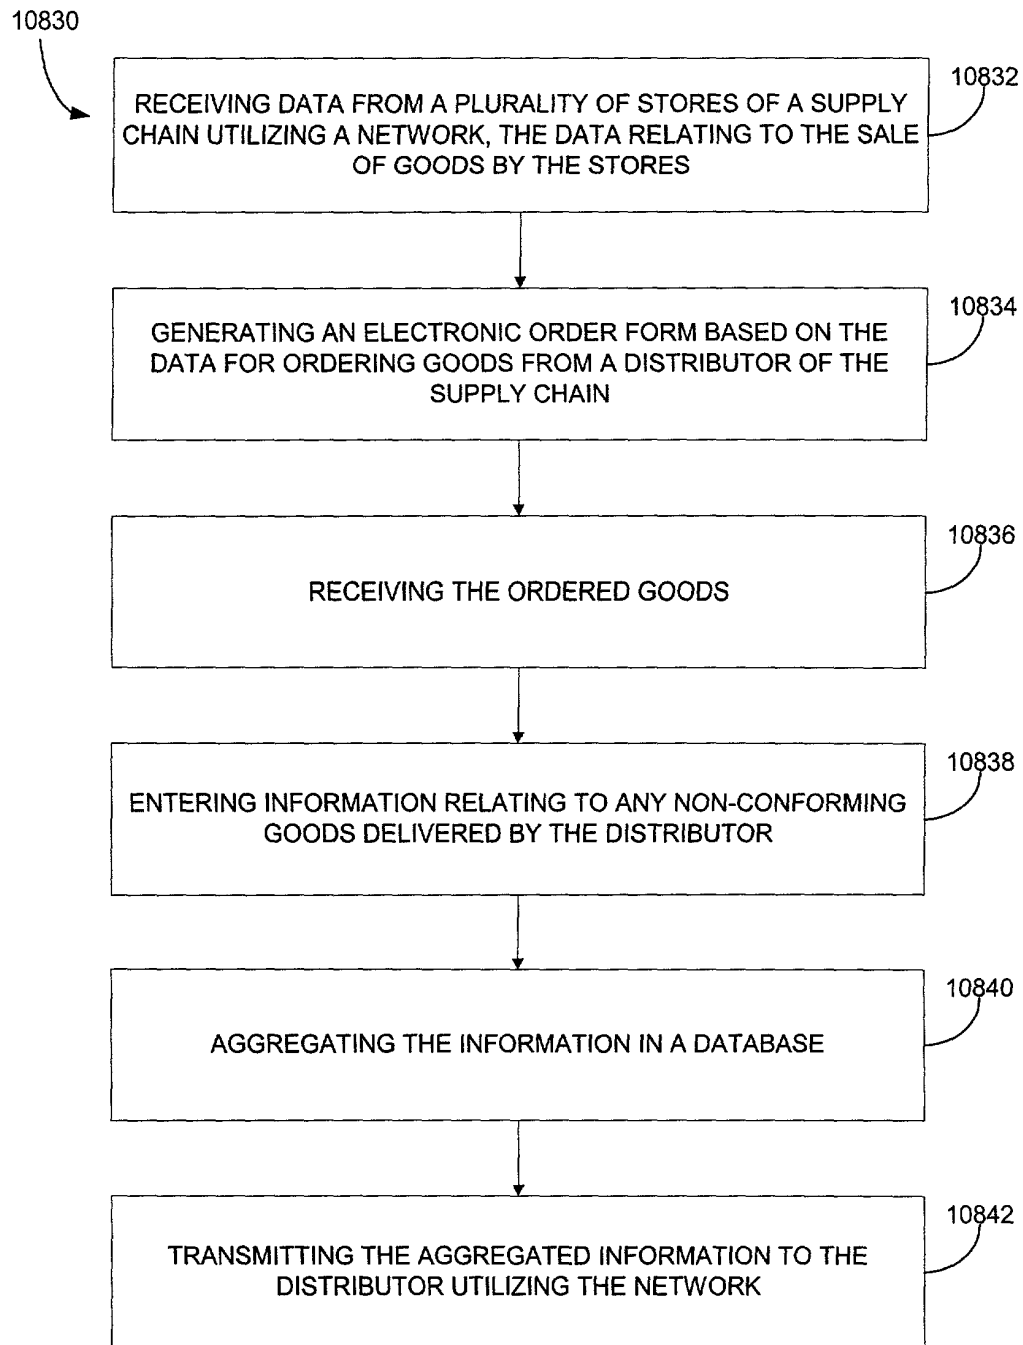 10830
10832
RECEIVING DATA FROM A PLURALITY OF STORES OF A SUPPLY
CHAIN UTILIZING A NETWORK, THE DATA RELATING TO THE SALE
OF GOODS BY THE STORES
10834
GENERATING AN ELECTRONIC ORDER FORM BASED ON THE
DATA FOR ORDERING GOODS FROM A DISTRIBUTOR OF THE
SUPPLY CHAIN
10836
RECEIVING THE ORDERED GOODS
10838
ENTERING INFORMATION RELATING TO ANY NON-CONFORMING
GOODS DELIVERED BY THE DISTRIBUTOR
10840
AGGREGATING THE INFORMATION IN A DATABASE
10842
TRANSMITTING THE AGGREGATED INFORMATION TO THE
DISTRIBUTOR UTILIZING THE NETWORK